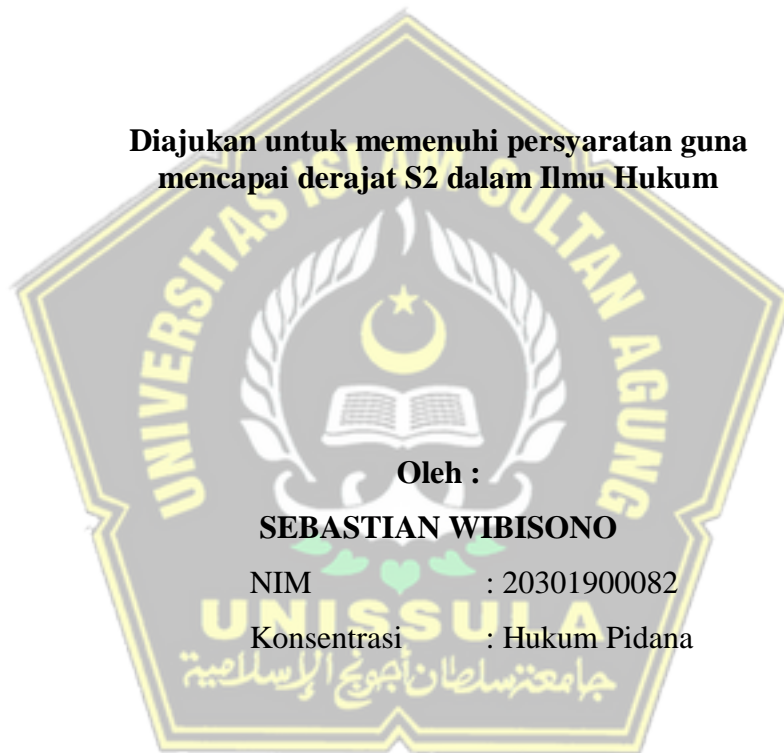 Diajukan untuk memenuhi persyaratan guna
mencapai derajat S2 dalam Ilmu Hukum
UNIVERSITAS ISLAM SULTAN AGUNG
Oleh :
SEBASTIAN WIBISONO
NIM : 20301900082
UNISSULA
Konsentrasi : Hukum Pidana
جامعة سلطان أجونج الإسلامية